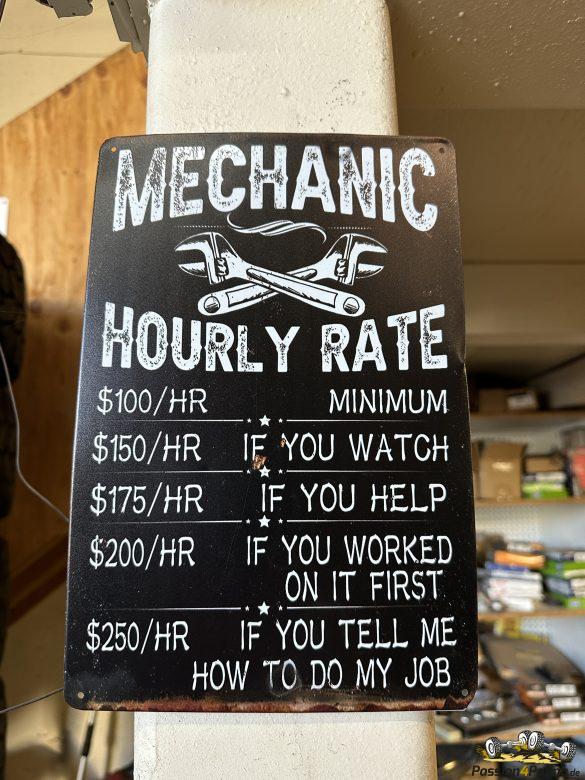 MECHANIC
HOURLY RATE
$100/HR MINIMUM
$150/HR IF YOU WATCH
$175/HR IF YOU HELP
$200/HR IF YOU WORKED
ON IT FIRST
$250/HR IF YOU TELL ME
HOW TO DO MY JOB